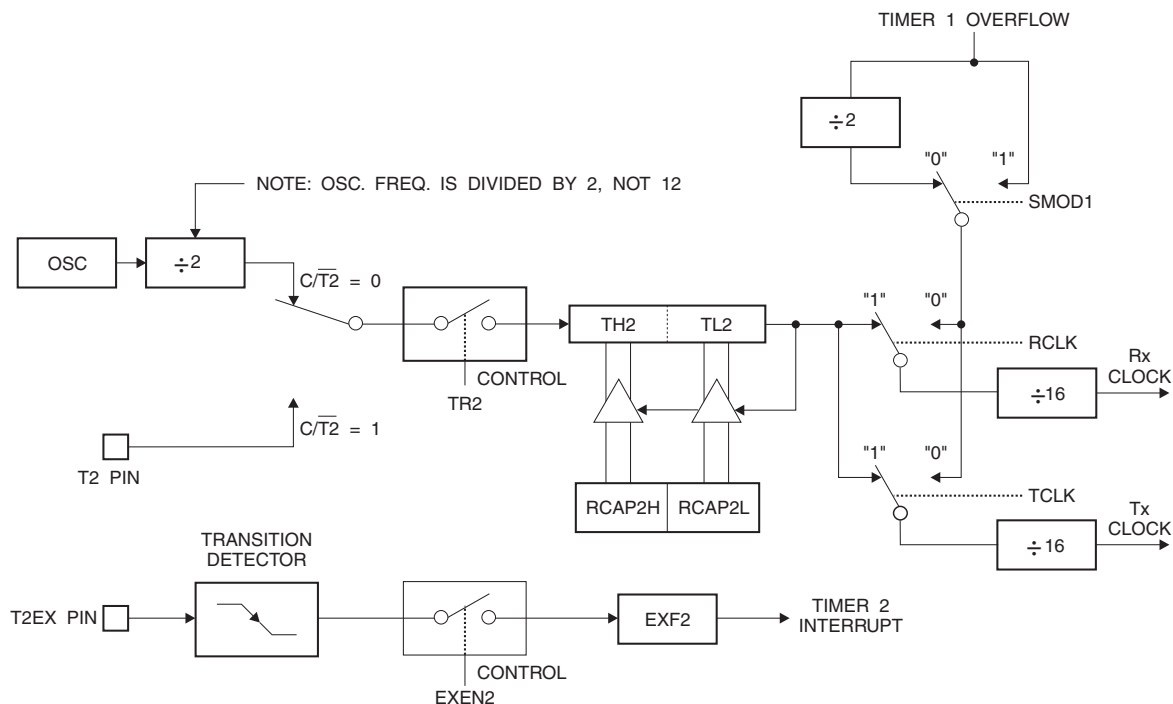 TIMER 1 OVERFLOW
÷2
"0"
"1"
NOTE: OSC. FREQ. IS DIVIDED BY 2, NOT 12
SMOD1
OSC
÷2
C/T2̅ = 0
TH2
TL2
"1"
"0"
RCLK
CONTROL
TR2
Rx
CLOCK
÷16
C/T2̅ = 1
T2 PIN
"1"
"0"
RCAP2H
RCAP2L
TCLK
Tx
CLOCK
÷16
TRANSITION
DETECTOR
T2EX PIN
EXF2
TIMER 2
INTERRUPT
CONTROL
EXEN2